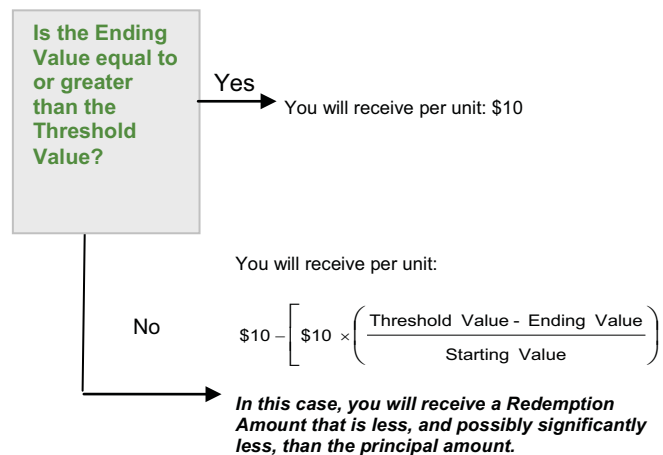 Is the Ending
Value equal to
or greater
than the
Threshold
Value?
Yes
You will receive per unit: $10
You will receive per unit:
No
$10 − [ $10 × ( Threshold Value - Ending Value
Starting Value )
In this case, you will receive a Redemption
Amount that is less, and possibly significantly
less, than the principal amount.